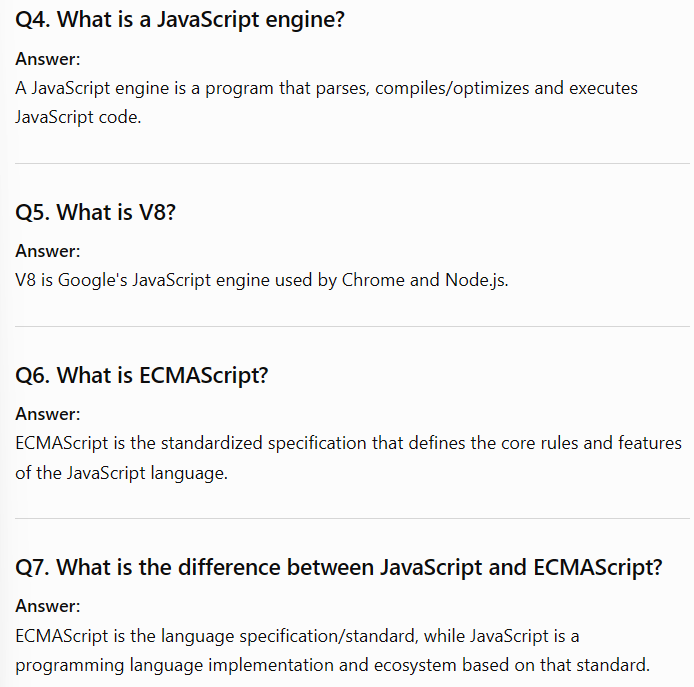 Q4. What is a JavaScript engine?
Answer:
A JavaScript engine is a program that parses, compiles/optimizes and executes
JavaScript code.
Q5. What is V8?
Answer:
V8 is Google's JavaScript engine used by Chrome and Node.js.
Q6. What is ECMAScript?
Answer:
ECMAScript is the standardized specification that defines the core rules and features
of the JavaScript language.
Q7. What is the difference between JavaScript and ECMAScript?
Answer:
ECMAScript is the language specification/standard, while JavaScript is a
programming language implementation and ecosystem based on that standard.